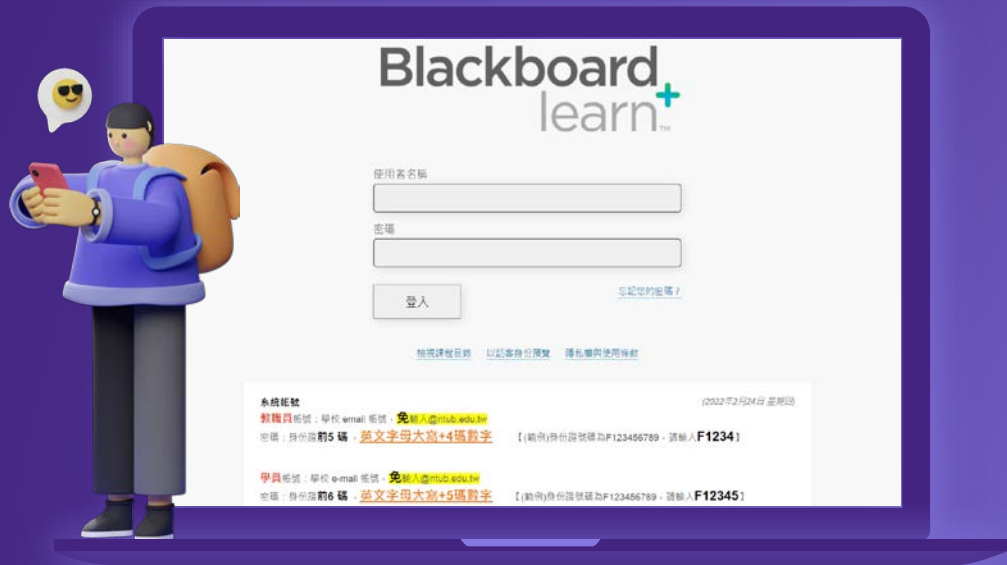 Blackboard
learn+™
使用者名稱
密碼
登入
忘記您的密碼？
檢視課程目錄 以訪客身份預覽 隱私權與使用條款
系統帳號 (2022年2月24日 星期四)
教職員帳號：學校 email 帳號，免輸入@ntub.edu.tw
密碼：身份證前5 碼，英文字母大寫+4碼數字 【(範例)身份證號碼為F123456789，請輸入F1234】
學員帳號：學校 e-mail 帳號，免輸入@ntub.edu.tw
密碼：身份證前6 碼，英文字母大寫+5碼數字 【(範例)身份證號碼為F123456789，請輸入F12345】